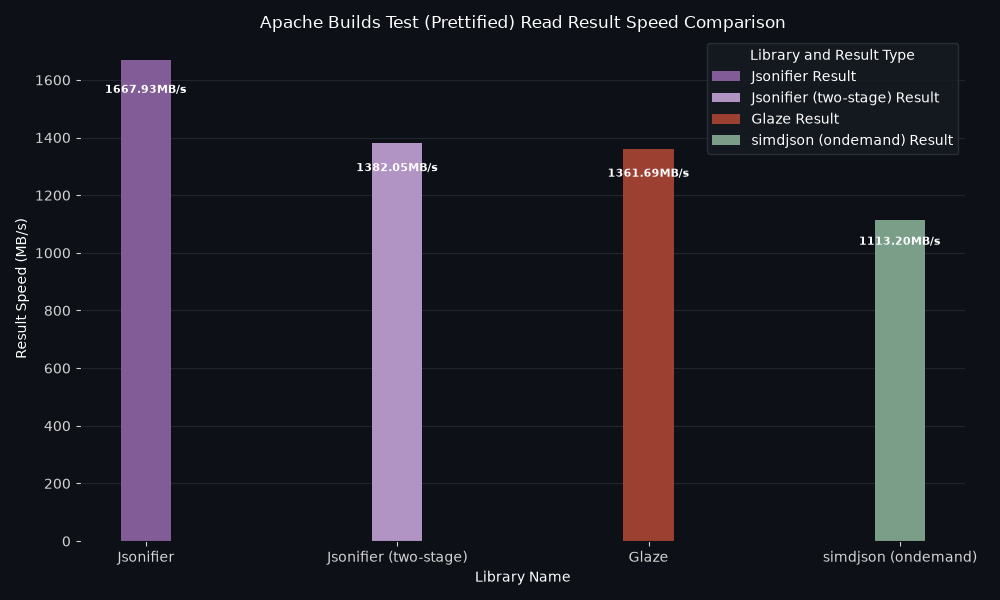 Apache Builds Test (Prettified) Read Result Speed Comparison
Library and Result Type
Jsonifier Result
Jsonifier (two-stage) Result
Glaze Result
simdjson (ondemand) Result
Result Speed (MB/s)
1600
1400
1200
1000
800
600
400
200
0
1667.93MB/s
1382.05MB/s
1361.69MB/s
1113.20MB/s
Jsonifier
Jsonifier (two-stage)
Glaze
simdjson (ondemand)
Library Name